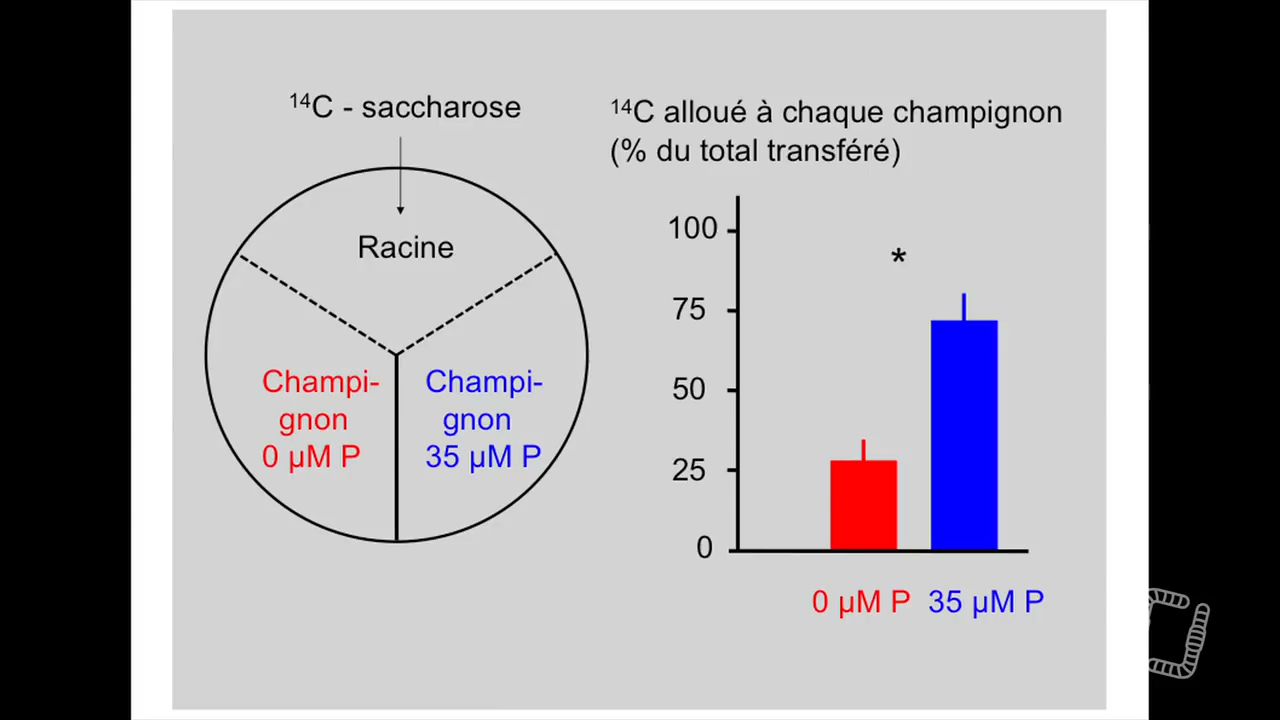 ¹⁴C - saccharose
Racine
Champi-
gnon
0 µM P
Champi-
gnon
35 µM P
¹⁴C alloué à chaque champignon
(% du total transféré)
100
75
50
25
0
*
0 µM P
35 µM P